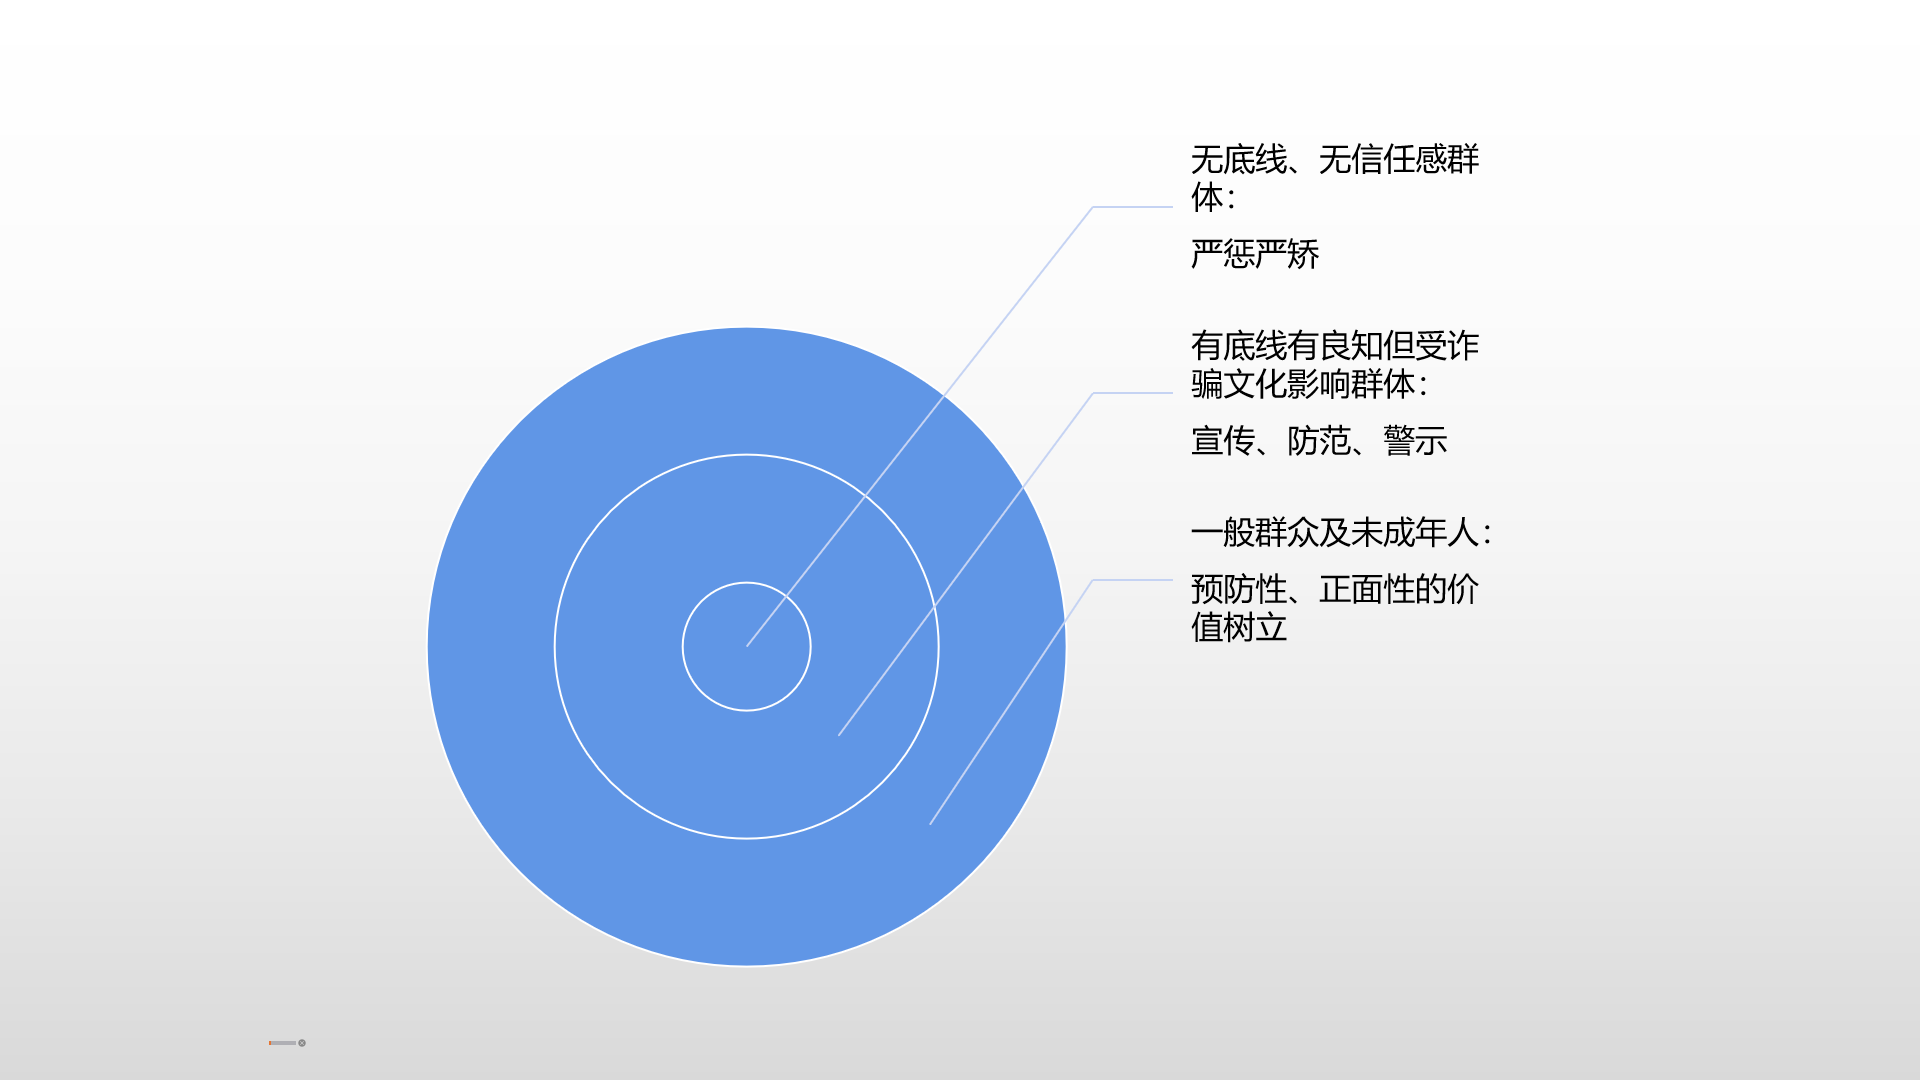 无底线、无信任感群
体：
严惩严矫
有底线有良知但受诈
骗文化影响群体：
宣传、防范、警示
一般群众及未成年人：
预防性、正面性的价
值树立